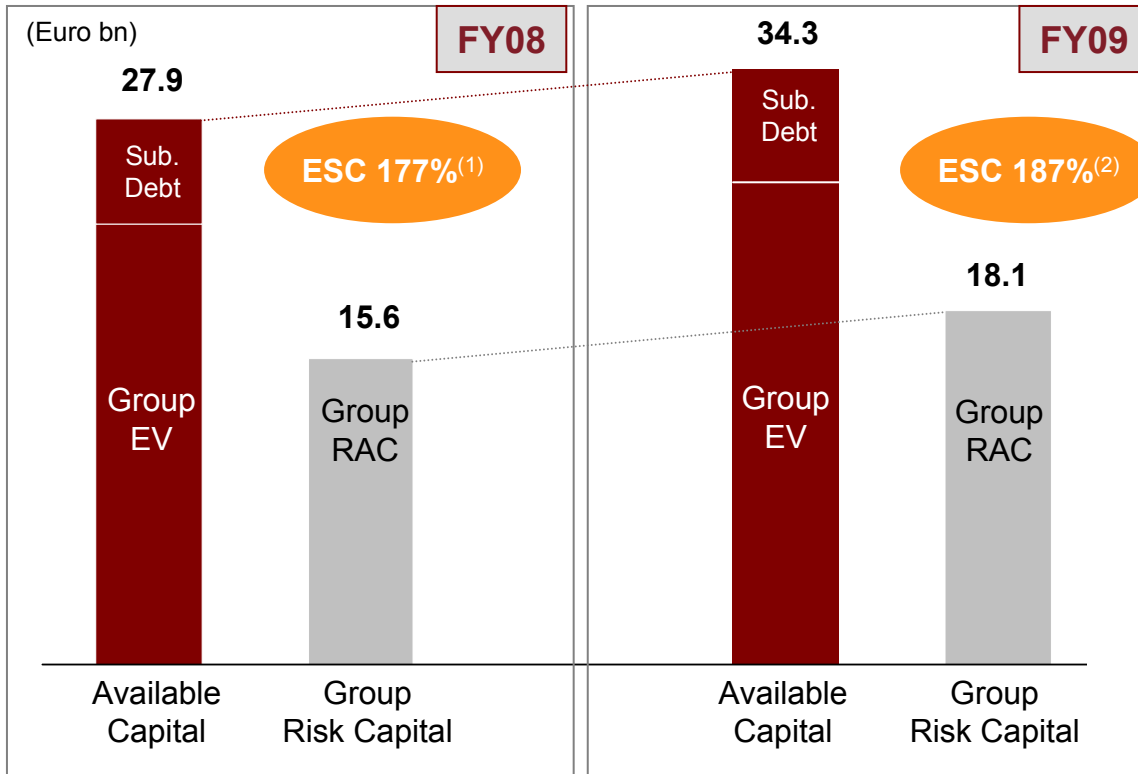 (Euro bn)
FY08
27.9
Sub.
Debt
ESC 177%(1)
15.6
Group
EV
Group
RAC
Available
Capital
Group
Risk Capital
FY09
34.3
Sub.
Debt
ESC 187%(2)
18.1
Group
EV
Group
RAC
Available
Capital
Group
Risk Capital